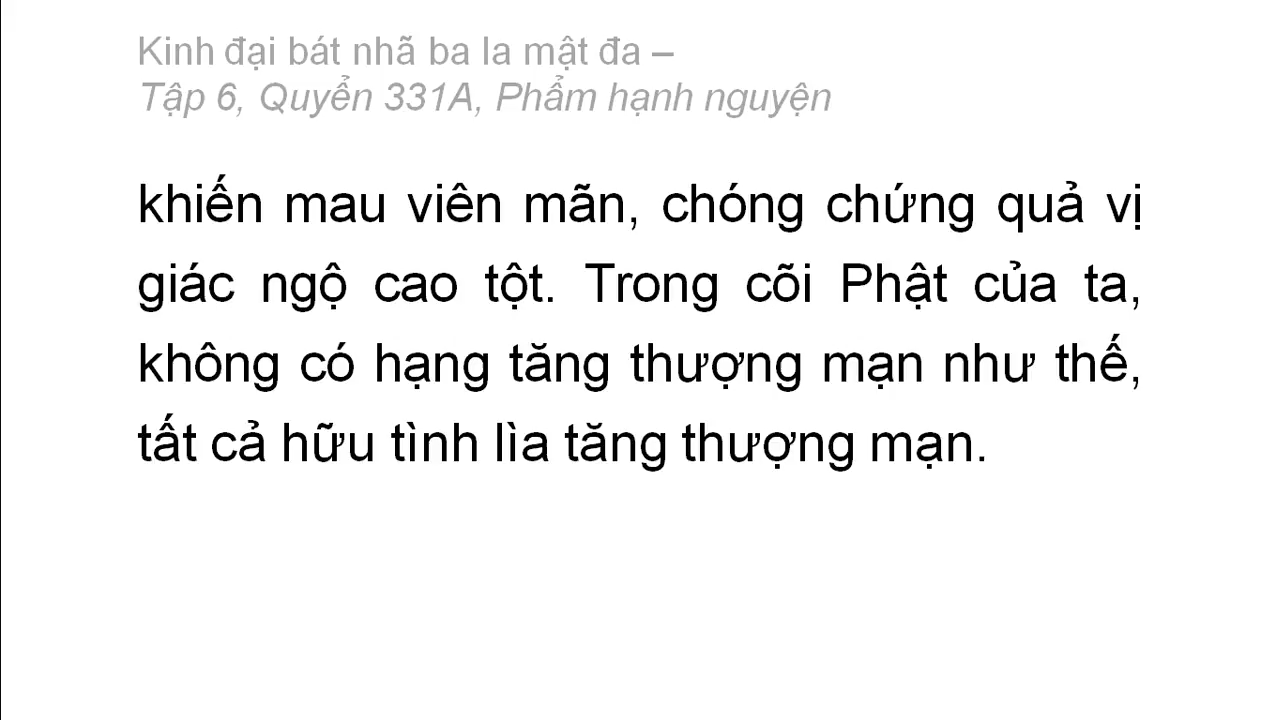 Kinh đại bát nhã ba la mật đa –
Tập 6, Quyển 331A, Phẩm hạnh nguyện
khiến mau viên mãn, chóng chứng quả vị
giác ngộ cao tột. Trong cõi Phật của ta,
không có hạng tăng thượng mạn như thế,
tất cả hữu tình lìa tăng thượng mạn.